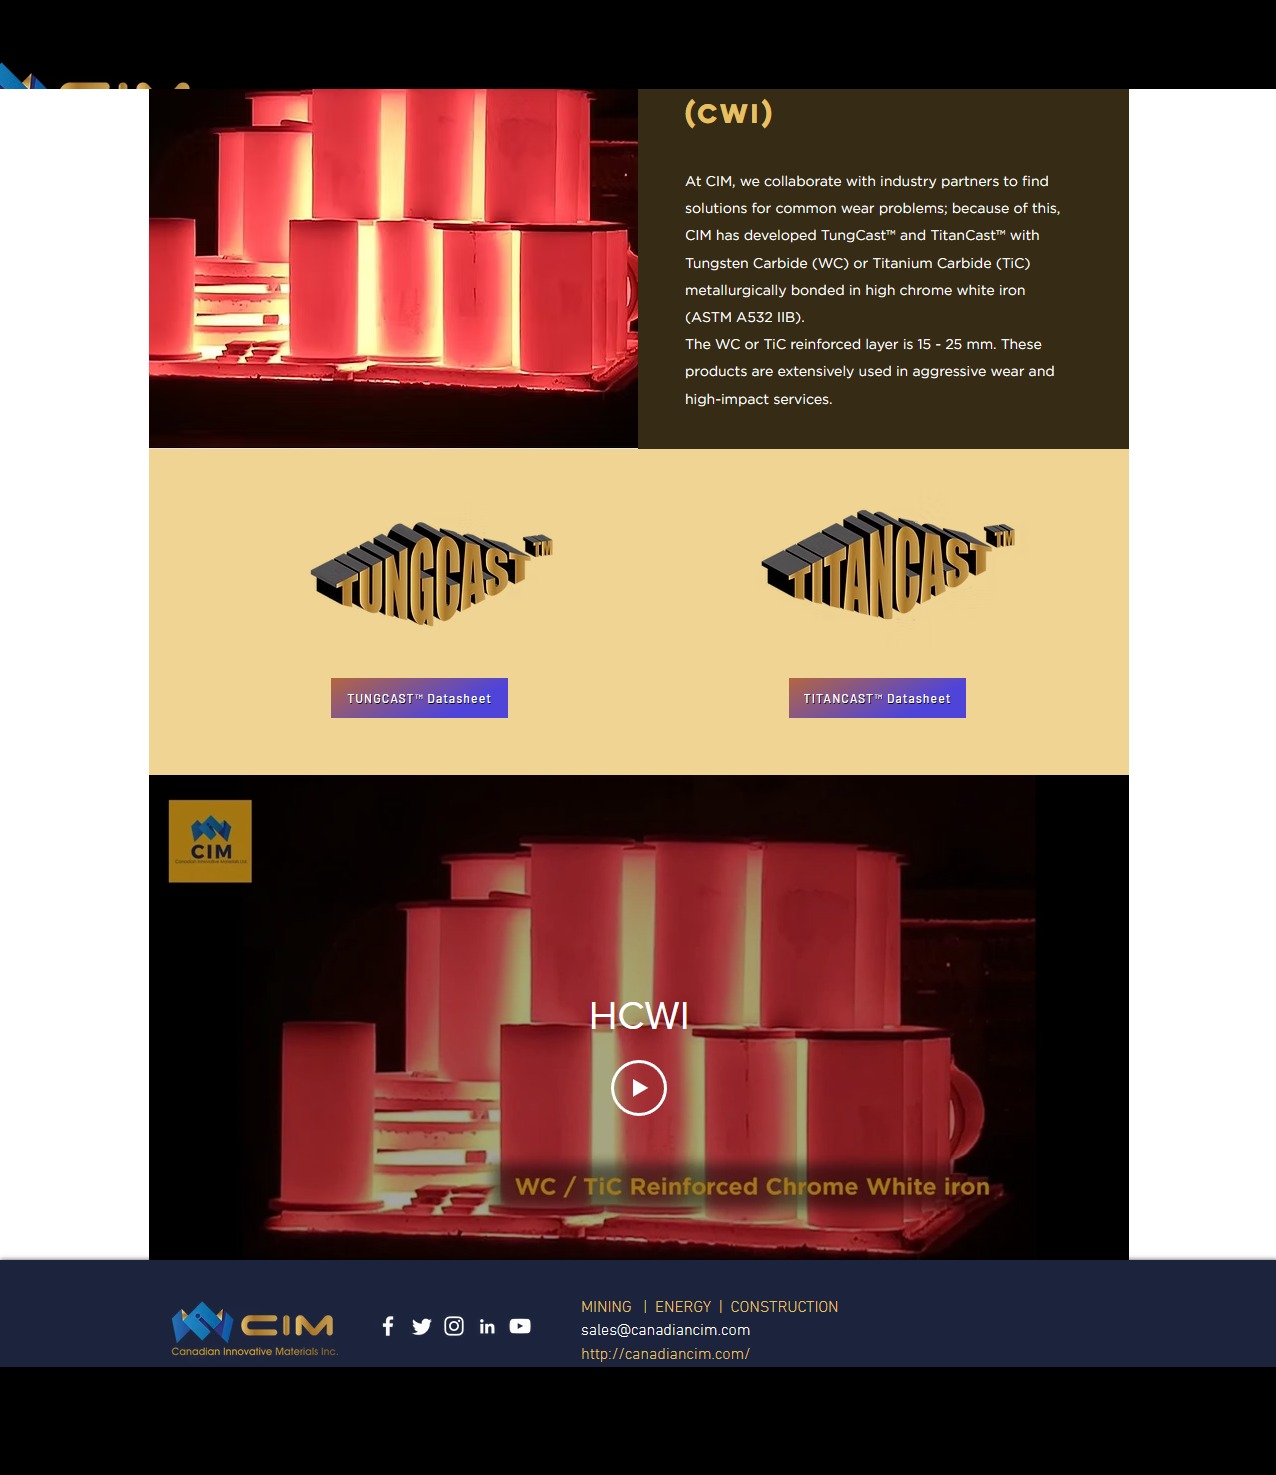 (CWI)
At CIM, we collaborate with industry partners to find
solutions for common wear problems; because of this,
CIM has developed TungCast™ and TitanCast™ with
Tungsten Carbide (WC) or Titanium Carbide (TiC)
metallurgically bonded in high chrome white iron
(ASTM A532 IIB).
The WC or TiC reinforced layer is 15 - 25 mm. These
products are extensively used in aggressive wear and
high-impact services.
TUNGCAST™
TITANCAST™
TUNGCAST™ Datasheet
TITANCAST™ Datasheet
CIM
Canadian Innovative Materials Ltd.
HCWI
WC / TiC Reinforced Chrome White iron
CIM
Canadian Innovative Materials Inc.
MINING | ENERGY | CONSTRUCTION
sales@canadiancim.com
http://canadiancim.com/